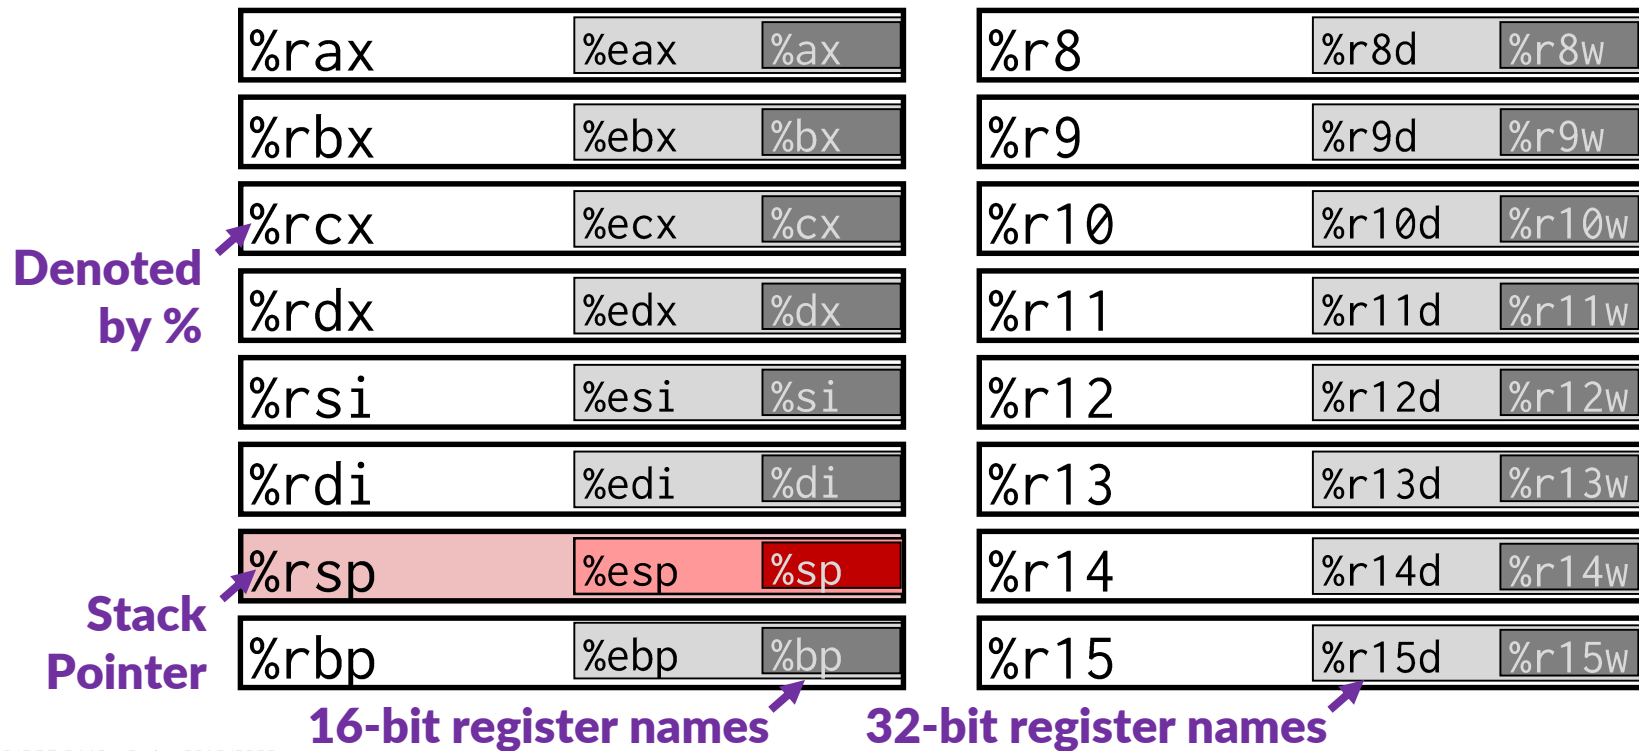 %rax %eax %ax %r8 %r8d %r8w
%rbx %ebx %bx %r9 %r9d %r9w
%rcx %ecx %cx %r10 %r10d %r10w
Denoted
by %
%rdx %edx %dx %r11 %r11d %r11w
%rsi %esi %si %r12 %r12d %r12w
%rdi %edi %di %r13 %r13d %r13w
%rsp %esp %sp %r14 %r14d %r14w
Stack
Pointer
%rbp %ebp %bp %r15 %r15d %r15w
16-bit register names 32-bit register names